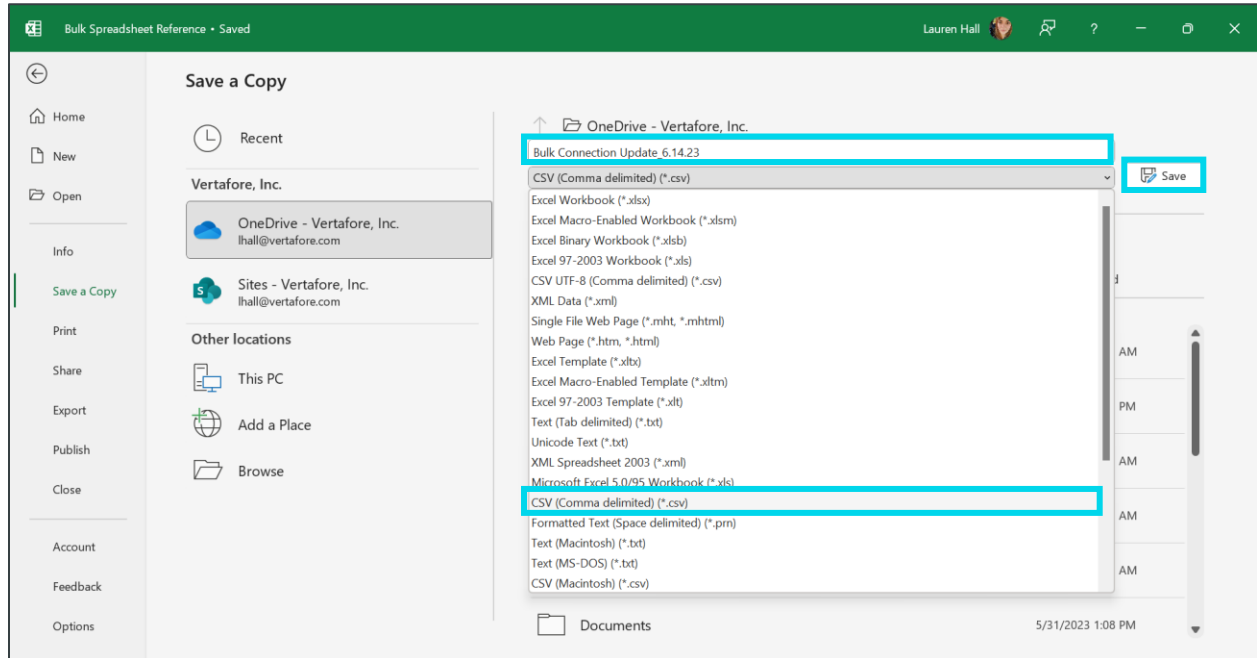 Bulk Spreadsheet Reference • Saved
Lauren Hall
?
Save a Copy
Home
New
Open
Info
Save a Copy
Print
Share
Export
Publish
Close
Account
Feedback
Options
Recent
Vertafore, Inc.
OneDrive - Vertafore, Inc.
lhall@vertafore.com
S
Sites - Vertafore, Inc.
lhall@vertafore.com
Other locations
This PC
Add a Place
Browse
OneDrive - Vertafore, Inc.
Bulk Connection Update_6.14.23
CSV (Comma delimited) (*.csv)
Save
Excel Workbook (*.xlsx)
Excel Macro-Enabled Workbook (*.xlsm)
Excel Binary Workbook (*.xlsb)
Excel 97-2003 Workbook (*.xls)
CSV UTF-8 (Comma delimited) (*.csv)
XML Data (*.xml)
Single File Web Page (*.mht, *.mhtml)
Web Page (*.htm, *.html)
Excel Template (*.xltx)
Excel Macro-Enabled Template (*.xltm)
Excel 97-2003 Template (*.xlt)
Text (Tab delimited) (*.txt)
Unicode Text (*.txt)
XML Spreadsheet 2003 (*.xml)
Microsoft Excel 5.0/95 Workbook (*.xls)
CSV (Comma delimited) (*.csv)
Formatted Text (Space delimited) (*.prn)
Text (Macintosh) (*.txt)
Text (MS-DOS) (*.txt)
CSV (Macintosh) (*.csv)
AM
PM
AM
AM
AM
Documents 5/31/2023 1:08 PM